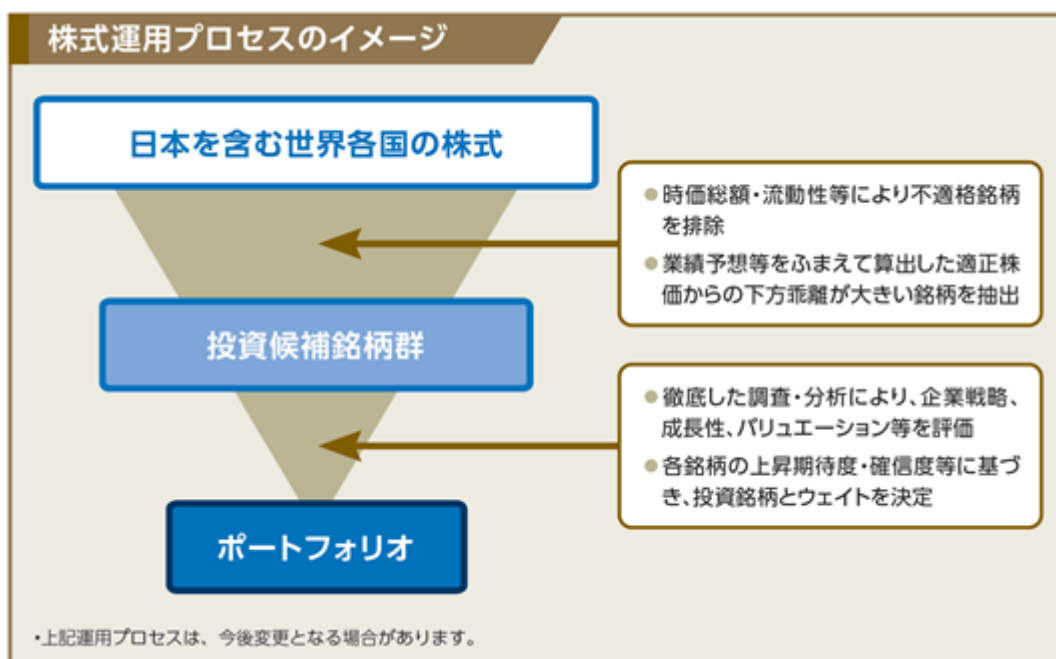 株式運用プロセスのイメージ
日本を含む世界各国の株式
●時価総額・流動性等により不適格銘柄
を排除
●業績予想等をふまえて算出した適正株
価からの下方乖離が大きい銘柄を抽出
投資候補銘柄群
●徹底した調査・分析により、企業戦略、
成長性、バリュエーション等を評価
●各銘柄の上昇期待度・確信度等に基づ
き、投資銘柄とウェイトを決定
ポートフォリオ
・上記運用プロセスは、今後変更となる場合があります。